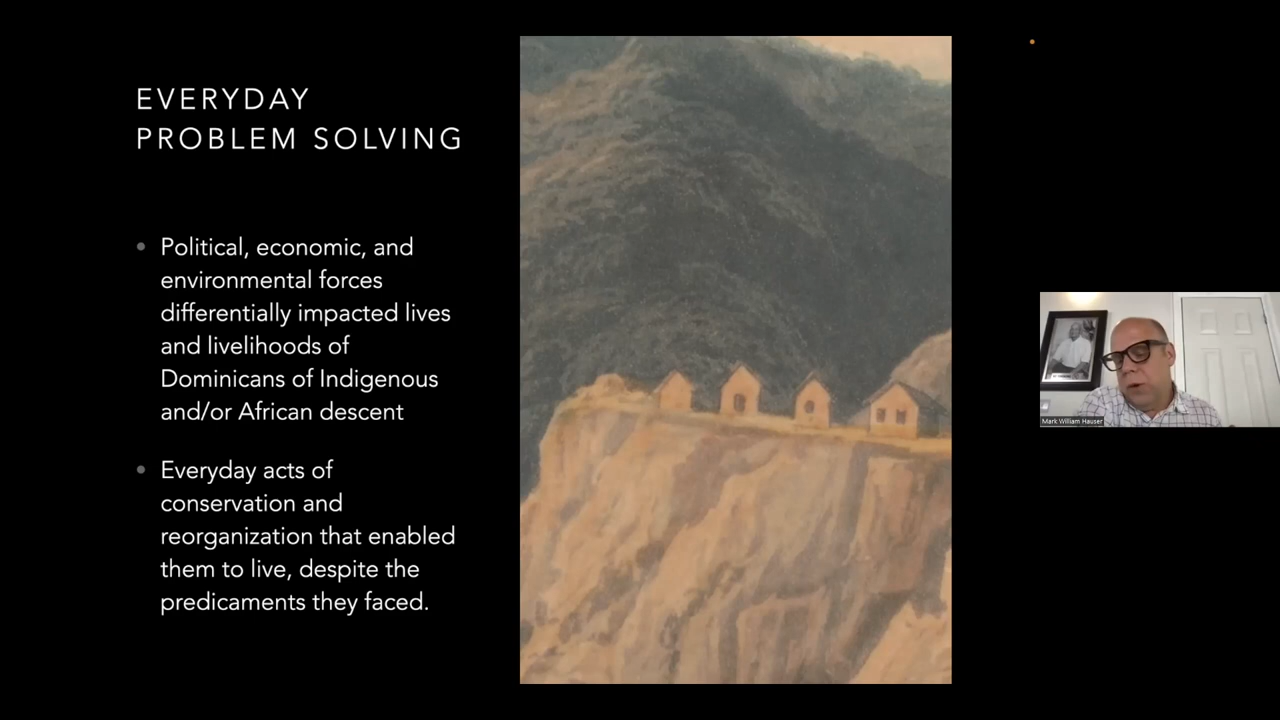 EVERYDAY
PROBLEM SOLVING
• Political, economic, and
environmental forces
differentially impacted lives
and livelihoods of
Dominicans of Indigenous
and/or African descent
• Everyday acts of
conservation and
reorganization that enabled
them to live, despite the
predicaments they faced.
Mark William Hauser